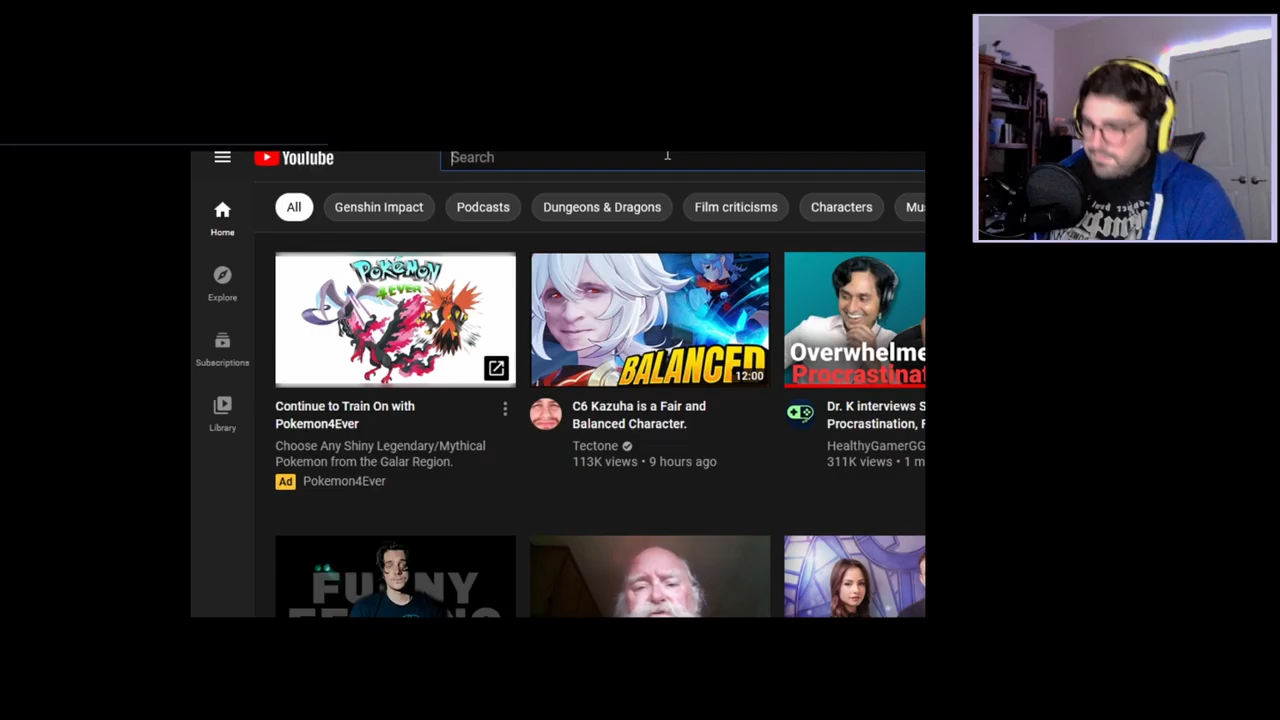 YouTube
Search
All
Genshin Impact
Podcasts
Dungeons & Dragons
Film criticisms
Characters
Mu
Home
Explore
Subscriptions
Library
POKéMON
4EVER
BALANCED
12:00
Overwhelme
Procrastinat
Continue to Train On with
Pokemon4Ever
Choose Any Shiny Legendary/Mythical
Pokemon from the Galar Region.
Ad Pokemon4Ever
C6 Kazuha is a Fair and
Balanced Character.
Tectone
113K views • 9 hours ago
Dr. K interviews S
Procrastination, F
HealthyGamerGG
311K views • 1 m
FUNNY